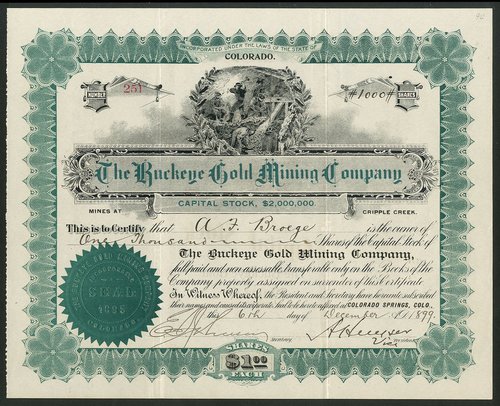 90
INCORPORATED UNDER THE LAWS OF THE STATE OF
COLORADO.
NUMBER
251
#1000#
SHARES
The Buckeye Gold Mining Company
CAPITAL STOCK, $2,000,000.
MINES AT
CRIPPLE CREEK.
This is to Certify that A. F. Broege is the owner of
One Thousand Shares of the Capital Stock of
The Buckeye Gold Mining Company,
full paid and non assessable, transferable only on the Books of the
Company properly assigned on surrender of this Certificate.
In Witness Whereof, the President and Secretary have hereunto subscribed
their names and caused the corporate Seal to be hereto affixed at COLORADO SPRINGS, COLO.,
this 6th day of December A.D. 1899.
SEAL
COLORADO
Secretary
Vice
SHARES
$1.00
EACH